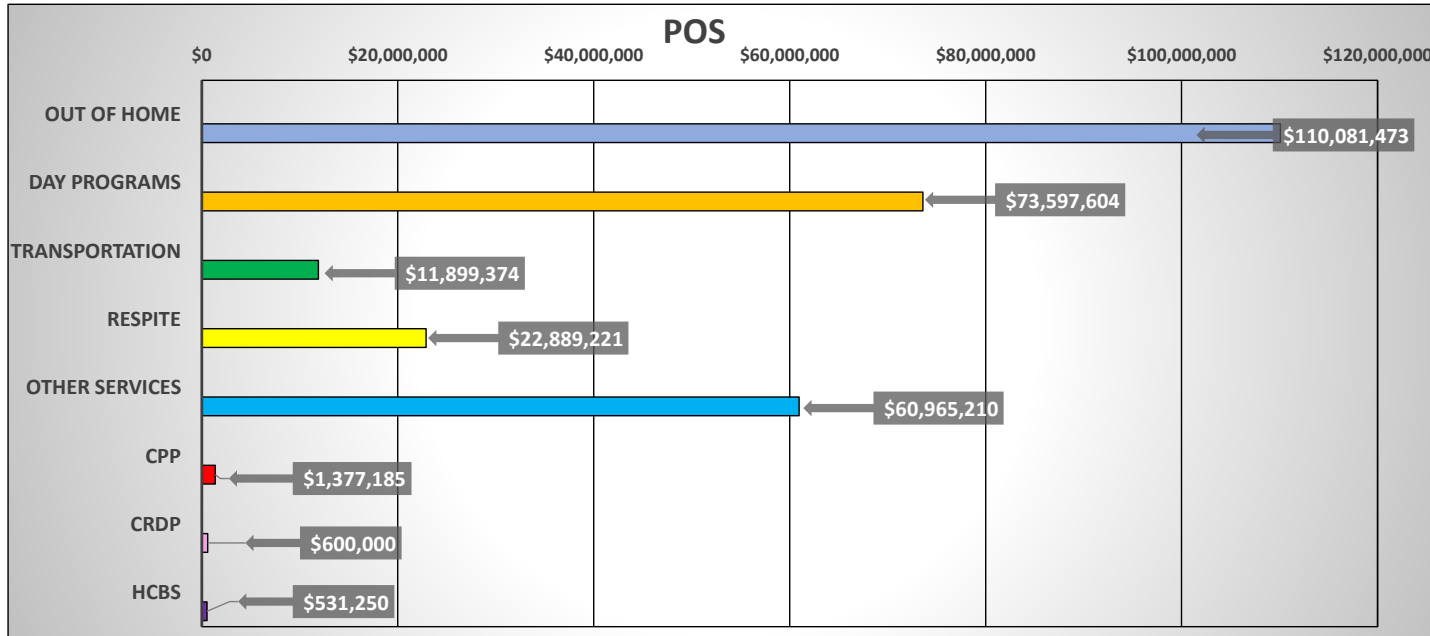 POS
$0 $20,000,000 $40,000,000 $60,000,000 $80,000,000 $100,000,000 $120,000,000
OUT OF HOME $110,081,473
DAY PROGRAMS $73,597,604
TRANSPORTATION $11,899,374
RESPITE $22,889,221
OTHER SERVICES $60,965,210
CPP $1,377,185
CRDP $600,000
HCBS $531,250